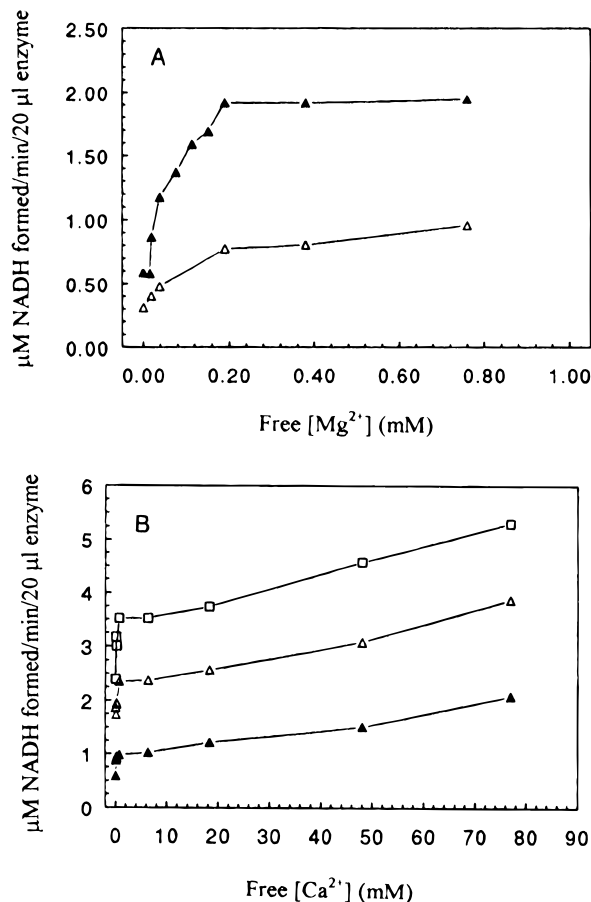 2.50
A
2.00
1.50
1.00
0.50
0.00
0.00 0.20 0.40 0.60 0.80 1.00
μM NADH formed/min/20 μl enzyme
Free [Mg²⁺] (mM)
6
B
5
4
3
2
1
0
0 10 20 30 40 50 60 70 80 90
μM NADH formed/min/20 μl enzyme
Free [Ca²⁺] (mM)